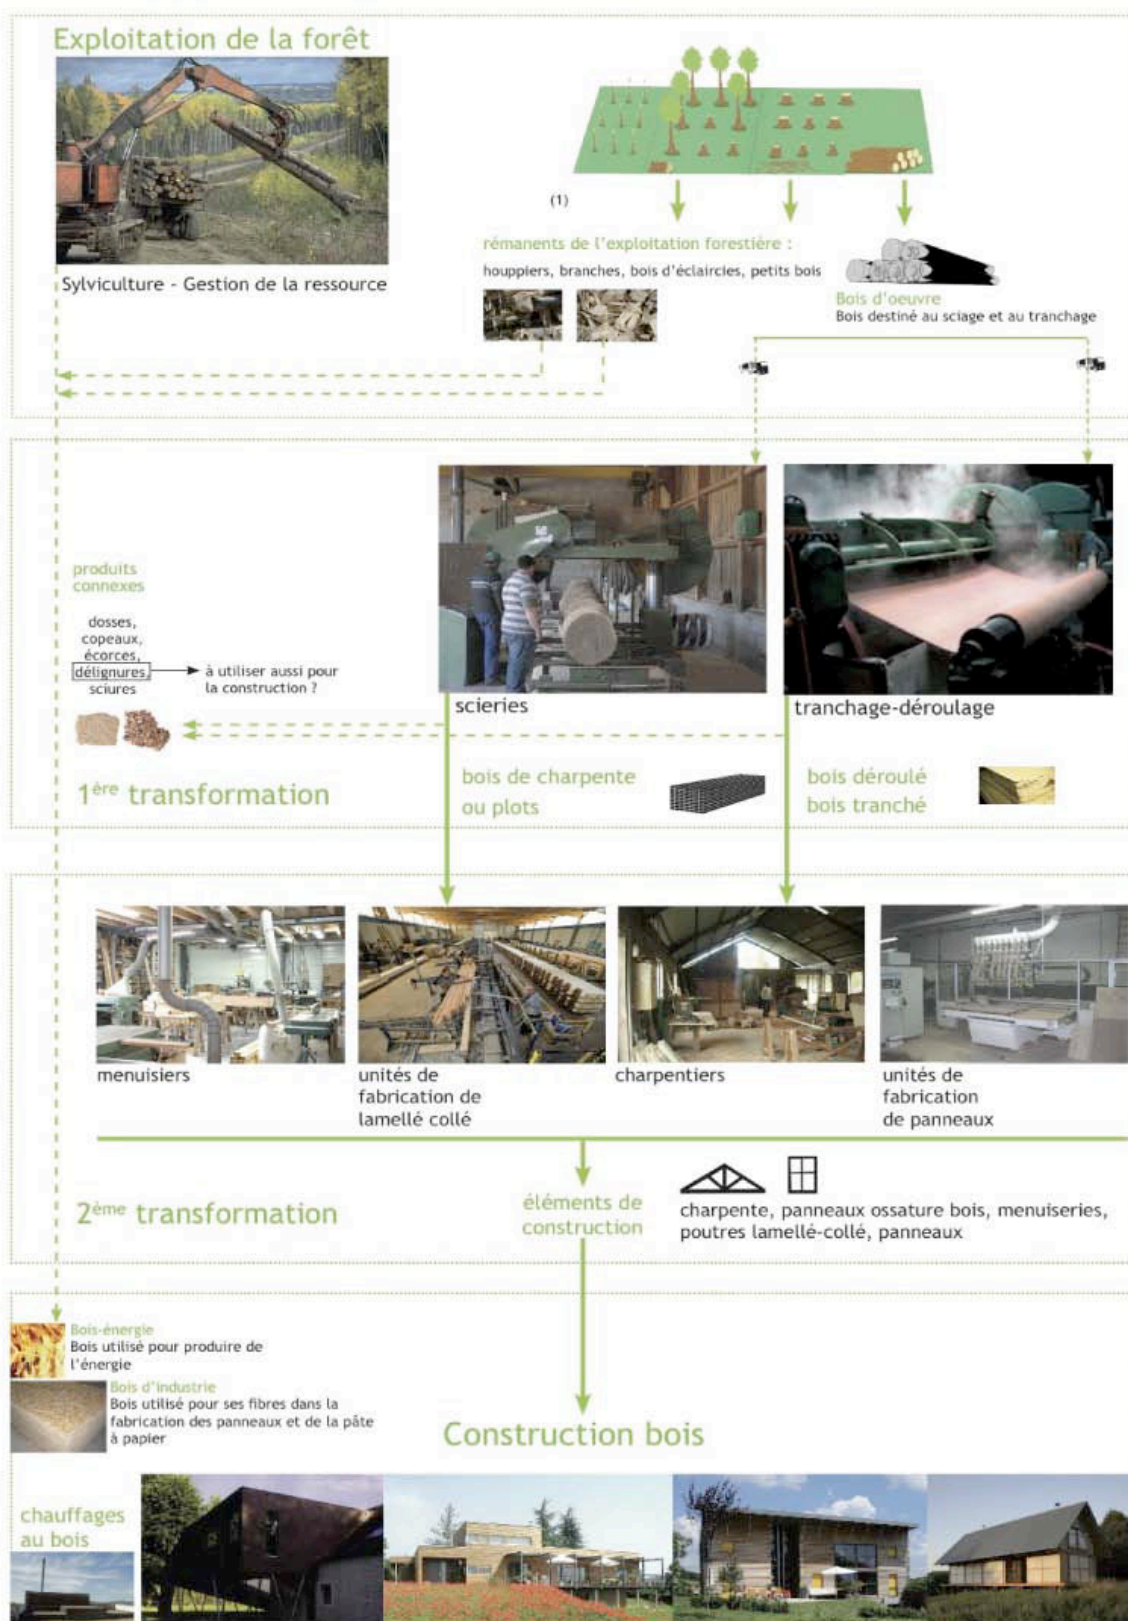 Exploitation de la forêt
(1)
rémanents de l'exploitation forestière :
houppiers, branches, bois d'éclaircies, petits bois
Sylviculture - Gestion de la ressource
Bois d'oeuvre
Bois destiné au sciage et au tranchage
produits
connexes
dosses,
copeaux,
écorces,
délignures,
sciures
à utiliser aussi pour
la construction ?
scieries
tranchage-déroulage
bois de charpente
ou plots
bois déroulé
bois tranché
1ère transformation
menuisiers
unités de
fabrication de
lamellé collé
charpentiers
unités de
fabrication
de panneaux
2ème transformation
éléments de
construction
charpente, panneaux ossature bois, menuiseries,
poutres lamellé-collé, panneaux
Bois-énergie
Bois utilisé pour produire de
l'énergie
Bois d'industrie
Bois utilisé pour ses fibres dans la
fabrication des panneaux et de la pâte
à papier
Construction bois
chauffages
au bois